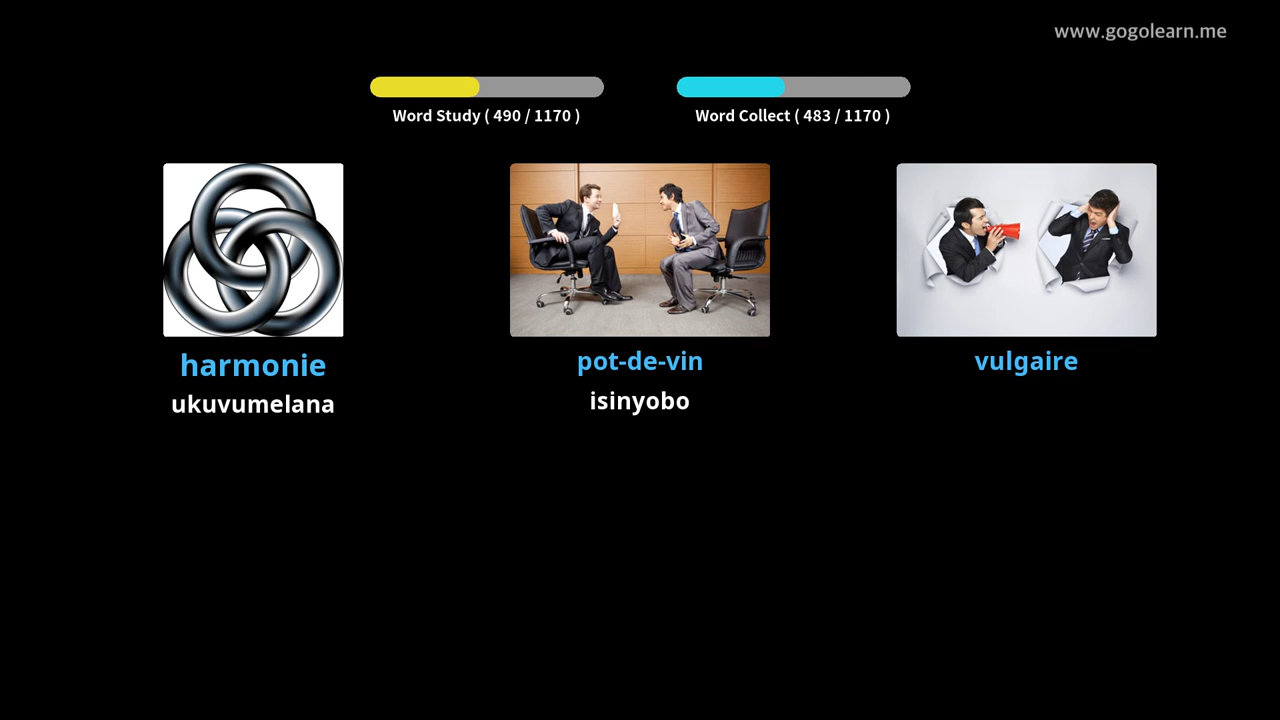 www.gogolearn.me
Word Study ( 490 / 1170 )
Word Collect ( 483 / 1170 )
harmonie
ukuvumelana
pot-de-vin
isinyobo
vulgaire